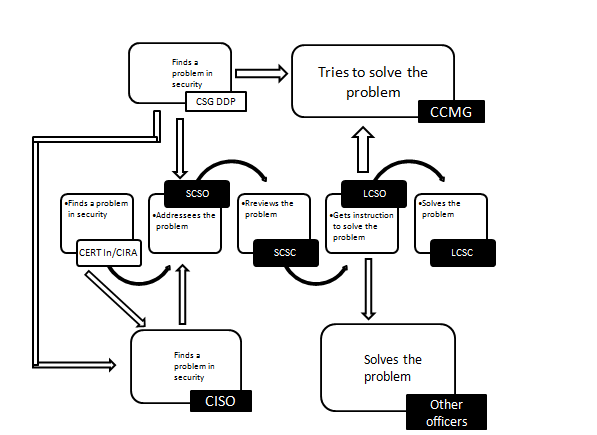 Finds a
problem in
security
CSG DDP
Tries to solve the
problem
CCMG
SCSO
LCSO
•Finds a problem
in security
CERT In/CIRA
•Addressees the
problem
•Rreviews the
problem
SCSC
•Gets instruction
to solve the
problem
•Solves the
problem
LCSC
Finds a
problem in
security
CISO
Solves the
problem
Other
officers